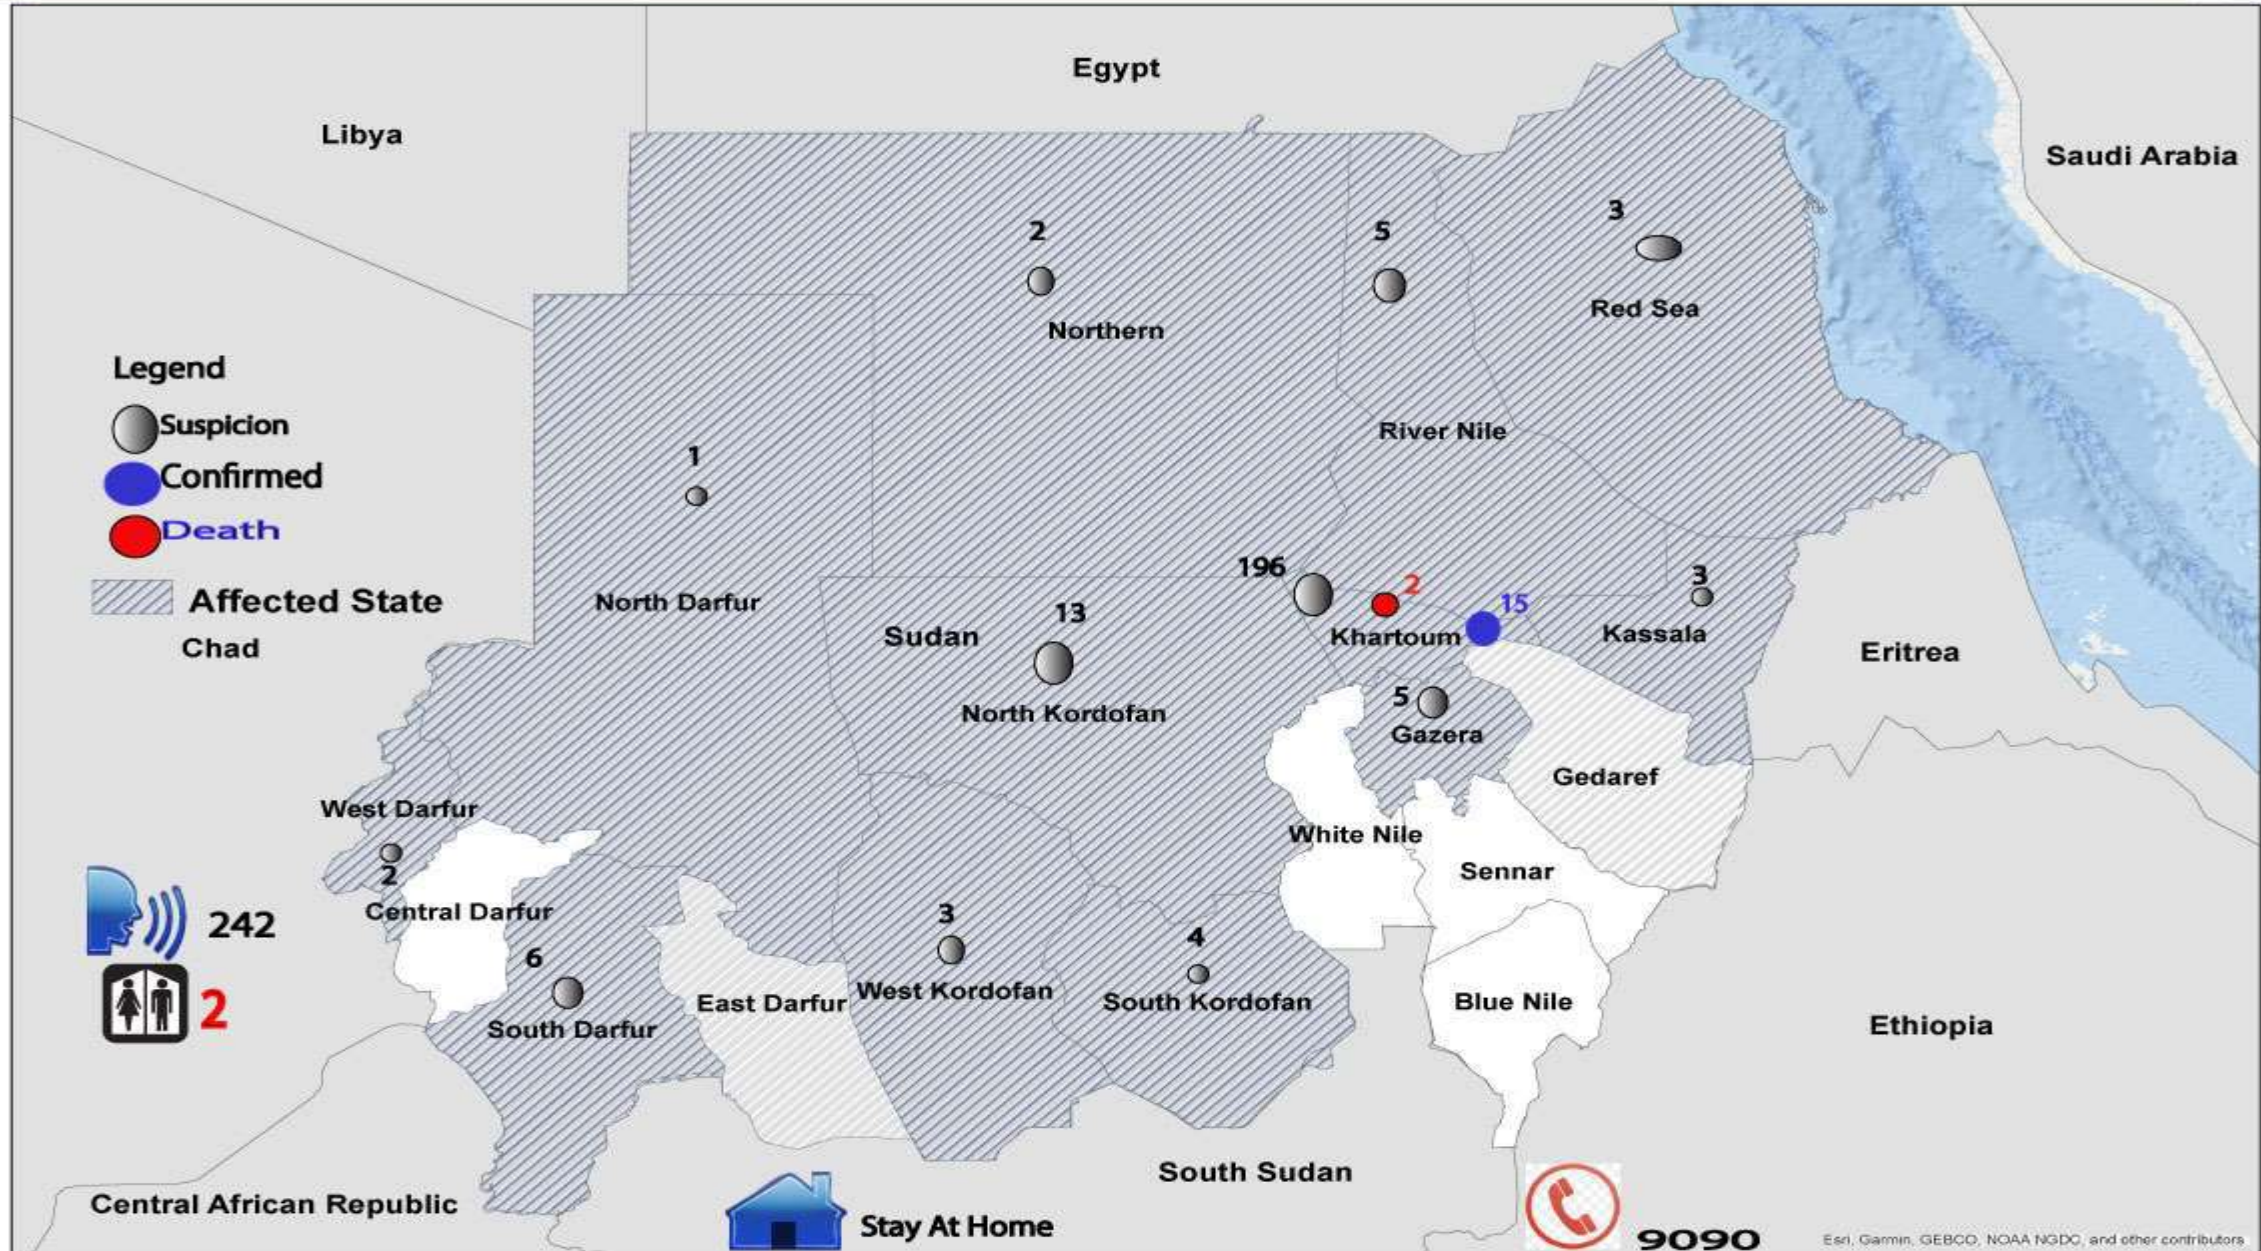 Egypt
Libya
Saudi Arabia
2
5
3
Northern
Red Sea
Legend
Suspicion
Confirmed
Death
Affected State
Chad
River Nile
1
North Darfur
196
2
15
3
Khartoum
Kassala
Sudan
13
North Kordofan
Eritrea
5
Gazera
Gedaref
West Darfur
2
White Nile
Sennar
Central Darfur
242
2
6
South Darfur
East Darfur
3
West Kordofan
4
South Kordofan
Blue Nile
Ethiopia
South Sudan
Central African Republic
Stay At Home
9090
Esri, Garmin, GEBCO, NOAA NGDC, and other contributors